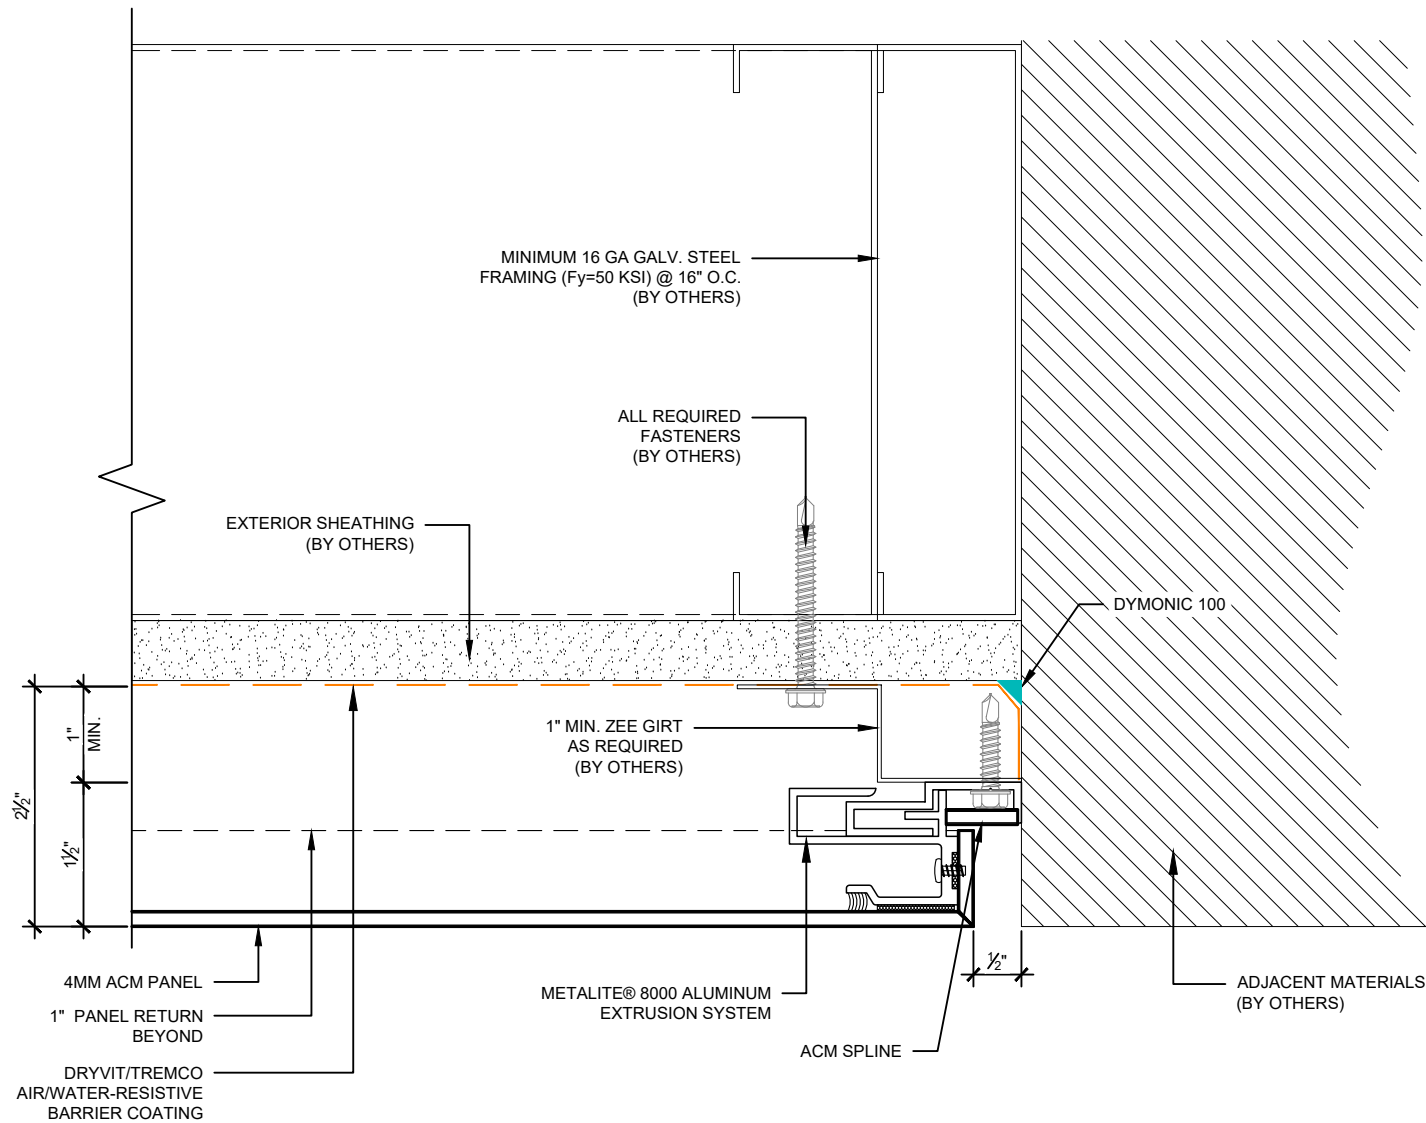 MINIMUM 16 GA GALV. STEEL
FRAMING (Fy=50 KSI) @ 16" O.C.
(BY OTHERS)
ALL REQUIRED
FASTENERS
(BY OTHERS)
EXTERIOR SHEATHING
(BY OTHERS)
DYMONIC 100
1" MIN. ZEE GIRT
AS REQUIRED
(BY OTHERS)
1"
MIN.
2½"
1½"
½"
4MM ACM PANEL
1" PANEL RETURN
BEYOND
DRYVIT/TREMCO
AIR/WATER-RESISTIVE
BARRIER COATING
METALITE® 8000 ALUMINUM
EXTRUSION SYSTEM
ACM SPLINE
ADJACENT MATERIALS
(BY OTHERS)